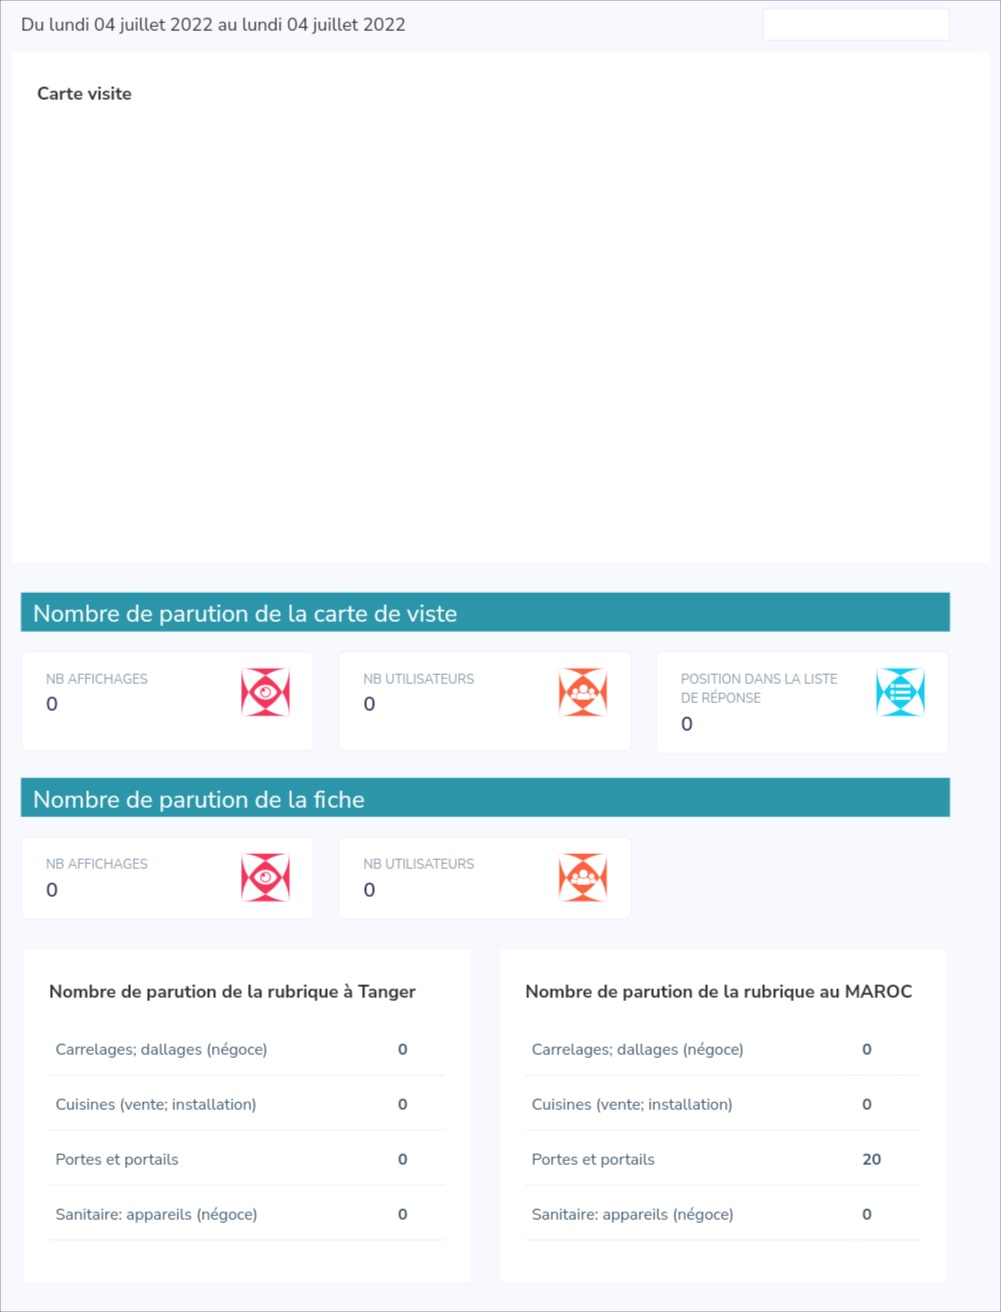 Du lundi 04 juillet 2022 au lundi 04 juillet 2022
Carte visite
Nombre de parution de la carte de viste
NB AFFICHAGES
0
NB UTILISATEURS
0
POSITION DANS LA LISTE
DE RÉPONSE
0
Nombre de parution de la fiche
NB AFFICHAGES
0
NB UTILISATEURS
0
Nombre de parution de la rubrique à Tanger
Carrelages; dallages (négoce) 0
Cuisines (vente; installation) 0
Portes et portails 0
Sanitaire: appareils (négoce) 0
Nombre de parution de la rubrique au MAROC
Carrelages; dallages (négoce) 0
Cuisines (vente; installation) 0
Portes et portails 20
Sanitaire: appareils (négoce) 0